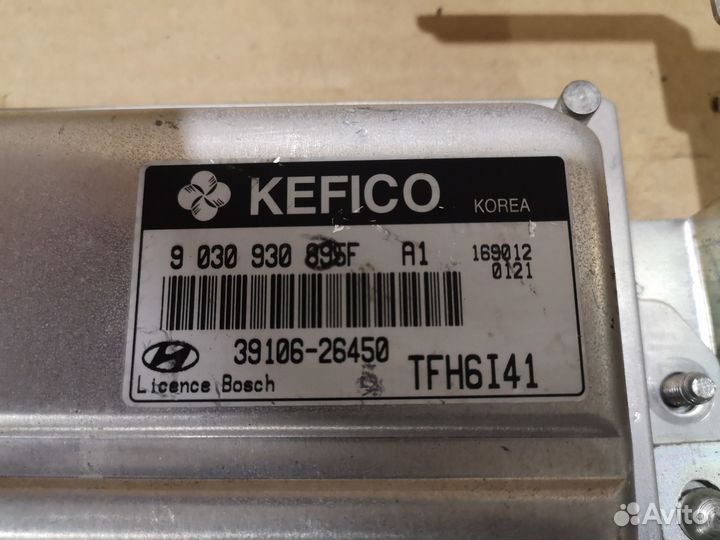 KEFICO KOREA
9 030 930 895F A1 169012
0121
39106-26450 TFH6I41
Licence Bosch
Avito